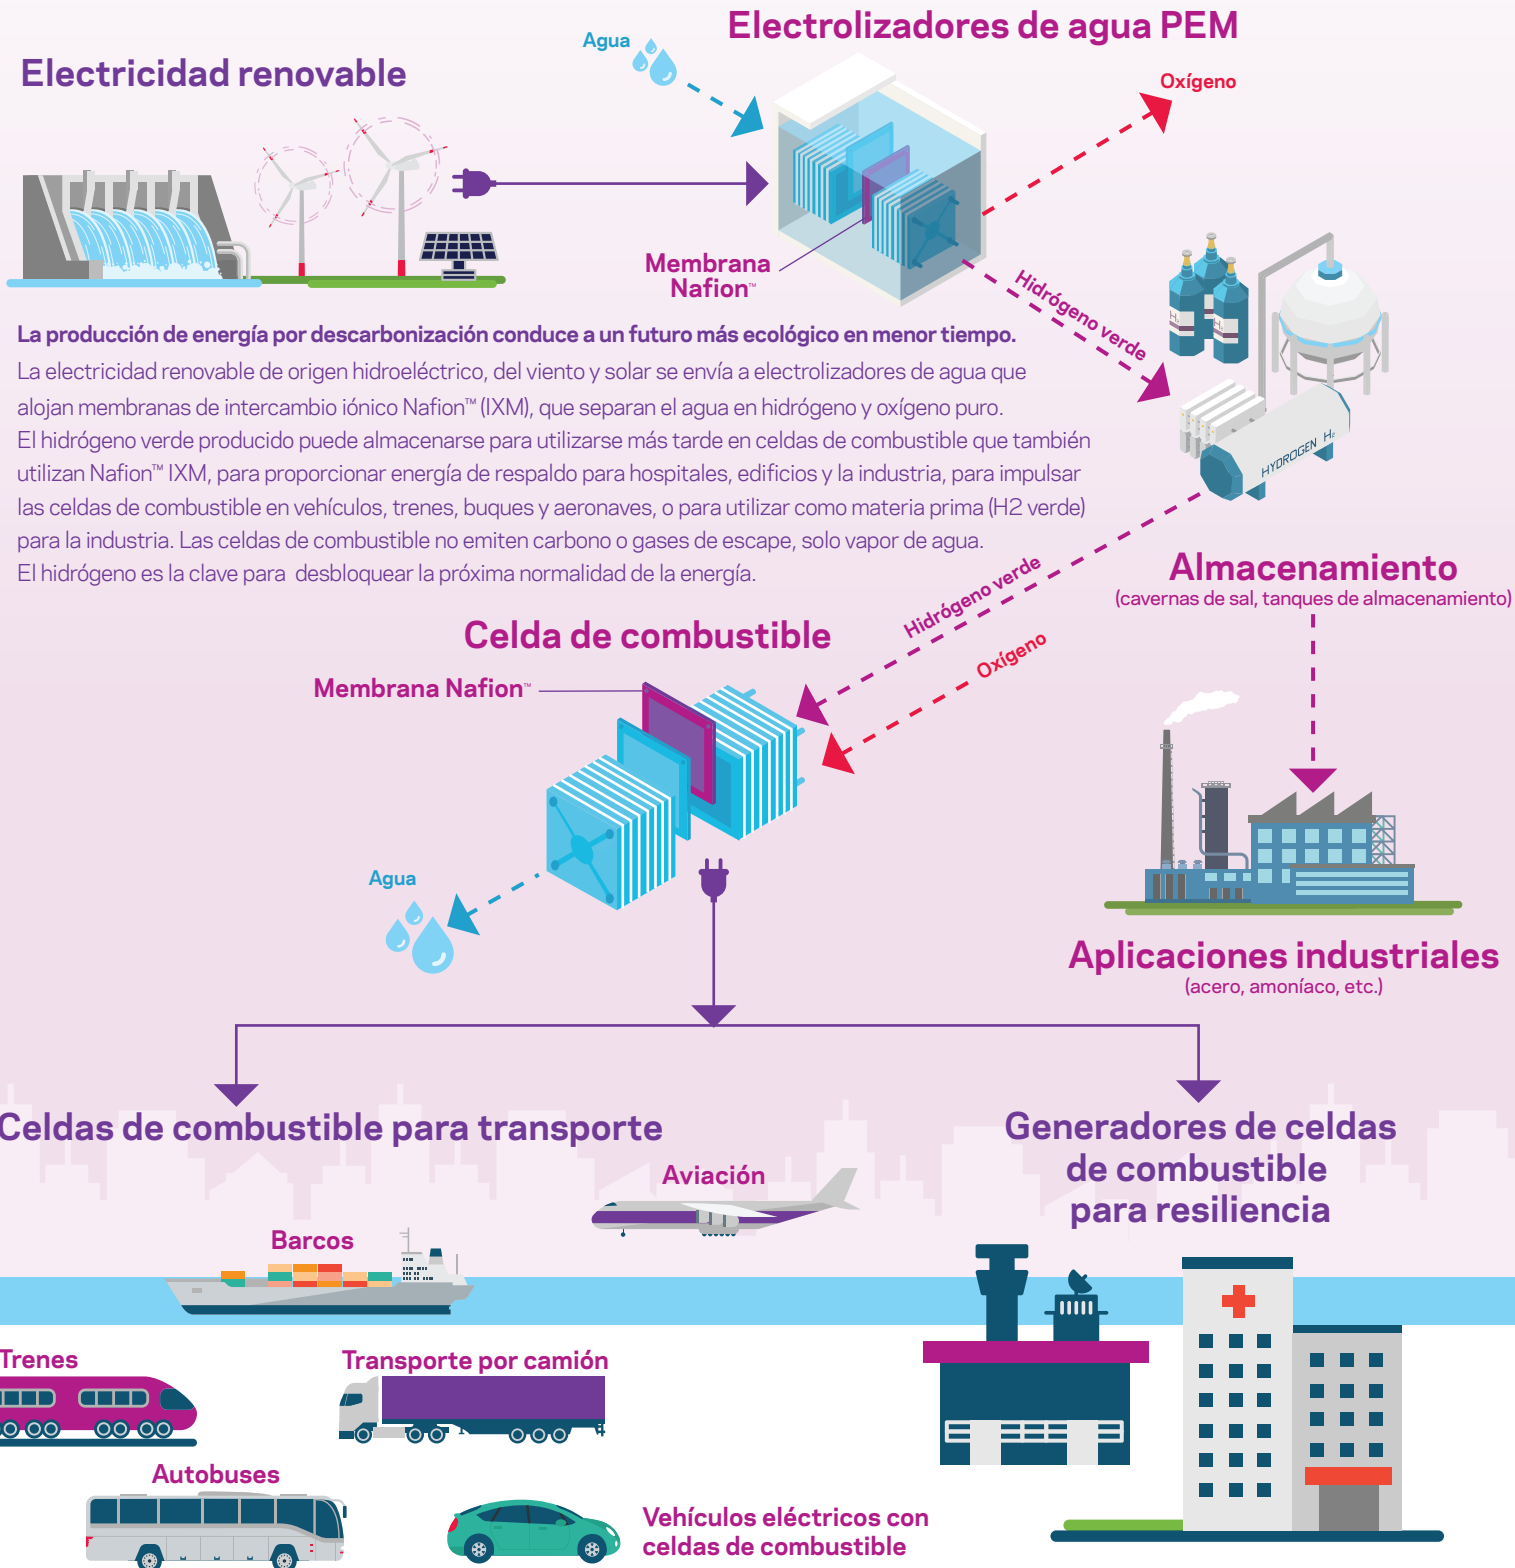 Electrolizadores de agua PEM
Agua
Electricidad renovable
Oxígeno
Membrana
Nafion™
Hidrógeno verde
La producción de energía por descarbonización conduce a un futuro más ecológico en menor tiempo.
La electricidad renovable de origen hidroeléctrico, del viento y solar se envía a electrolizadores de agua que
alojan membranas de intercambio iónico Nafion™ (IXM), que separan el agua en hidrógeno y oxígeno puro.
El hidrógeno verde producido puede almacenarse para utilizarse más tarde en celdas de combustible que también
utilizan Nafion™ IXM, para proporcionar energía de respaldo para hospitales, edificios y la industria, para impulsar
las celdas de combustible en vehículos, trenes, buques y aeronaves, o para utilizar como materia prima (H2 verde)
para la industria. Las celdas de combustible no emiten carbono o gases de escape, solo vapor de agua.
El hidrógeno es la clave para desbloquear la próxima normalidad de la energía.
H₂
H₂
H₂
HYDROGEN H₂
Almacenamiento
(cavernas de sal, tanques de almacenamiento)
Hidrógeno verde
Oxígeno
Celda de combustible
Membrana Nafion™
Agua
Aplicaciones industriales
(acero, amoníaco, etc.)
Celdas de combustible para transporte
Generadores de celdas
de combustible
para resiliencia
Aviación
Barcos
Trenes
Transporte por camión
Autobuses
Vehículos eléctricos con
celdas de combustible